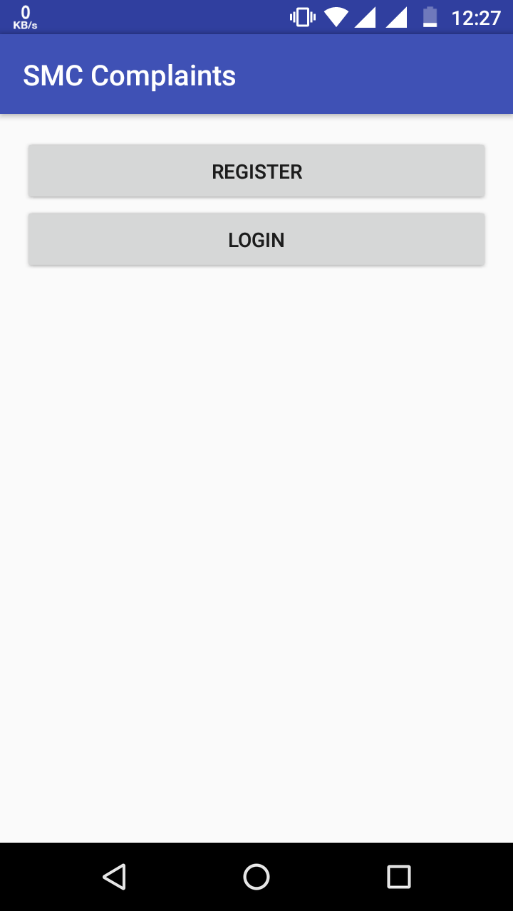 0
KB/s
12:27
SMC Complaints
REGISTER
LOGIN